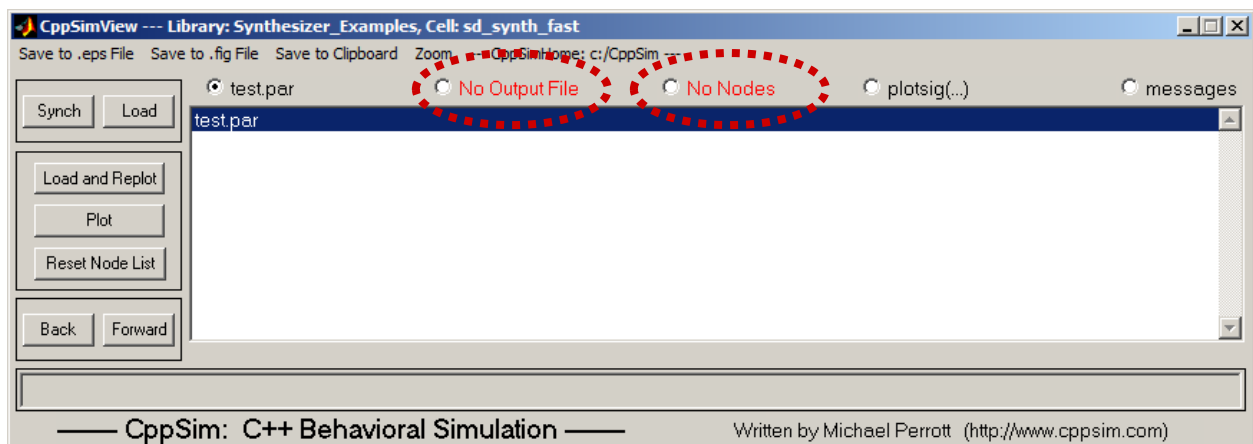 CppSimView --- Library: Synthesizer_Examples, Cell: sd_synth_fast
Save to .eps File Save to .fig File Save to Clipboard Zoom --- CppSimHome: c:/CppSim ---
test.par No Output File No Nodes plotsig(...) messages
Synch Load
test.par
Load and Replot
Plot
Reset Node List
Back Forward
CppSim: C++ Behavioral Simulation Written by Michael Perrott (http://www.cppsim.com)